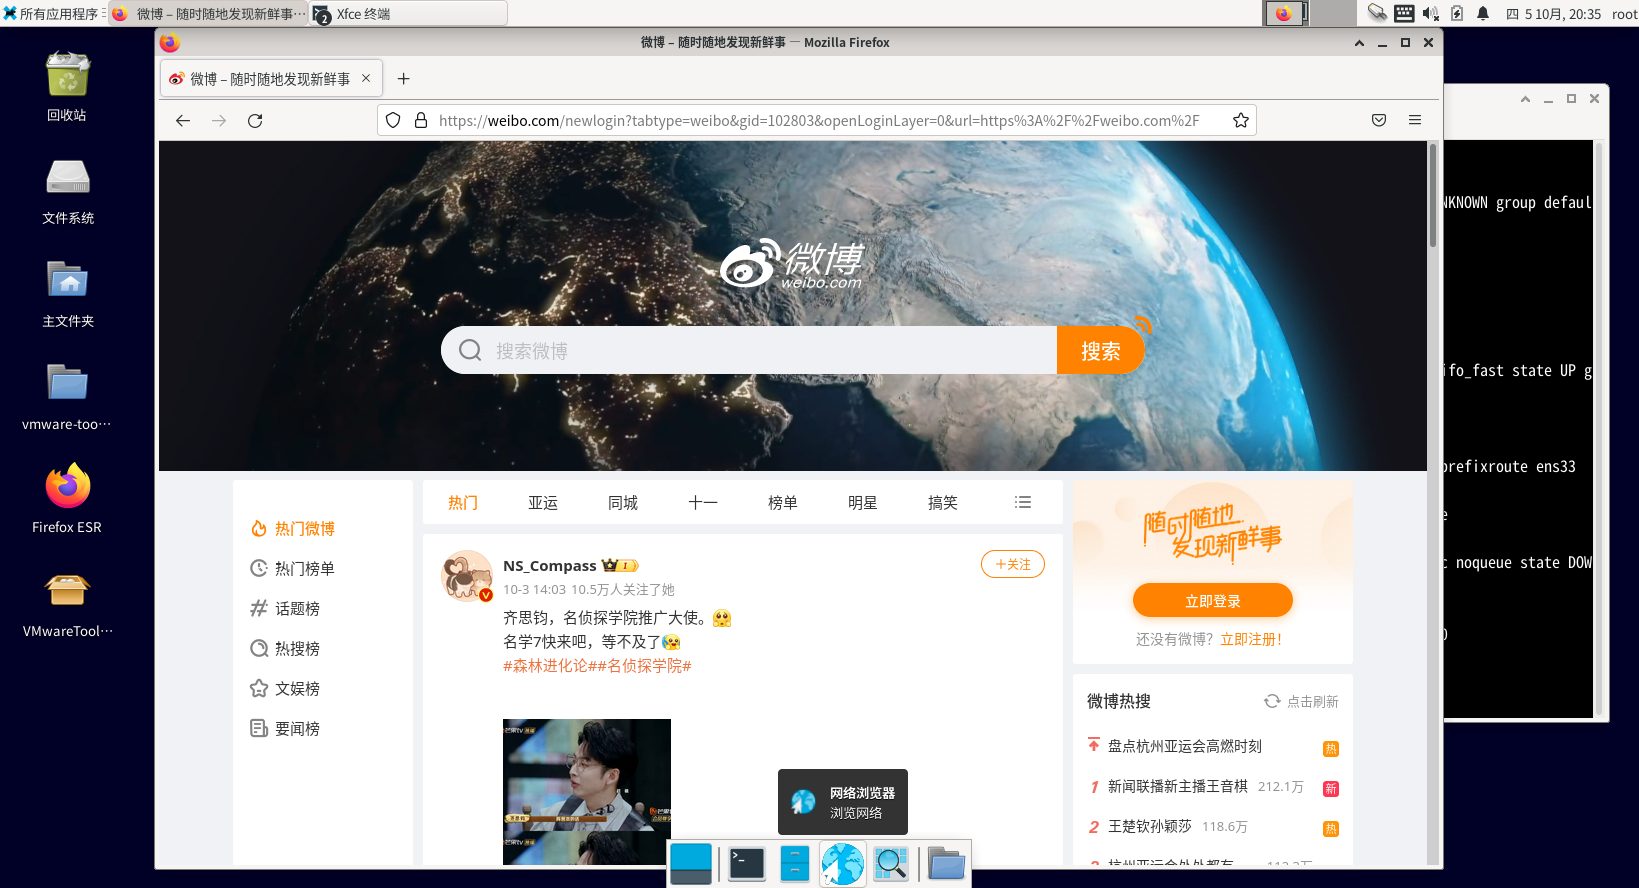 所有应用程序
微博 – 随时随地发现新鲜事…
2
Xfce 终端
四 5 10月, 20:35
root
微博 – 随时随地发现新鲜事 — Mozilla Firefox
微博 – 随时随地发现新鲜事
https://weibo.com/newlogin?tabtype=weibo&gid=102803&openLoginLayer=0&url=https%3A%2F%2Fweibo.com%2F
回收站
文件系统
主文件夹
vmware-too…
Firefox ESR
VMwareTool…
微博
weibo.com
搜索微博
搜索
NKNOWN group defaul
ifo_fast state UP g
prefixroute ens33
e
c noqueue state DOW
热门微博
热门榜单
话题榜
热搜榜
文娱榜
要闻榜
热门
亚运
同城
十一
榜单
明星
搞笑
NS_Compass
I
+关注
10-3 14:03 10.5万人关注了她
齐思钧，名侦探学院推广大使。
名学7快来吧，等不及了
#森林进化论##名侦探学院#
芒果tv
芒果tv
随时随地
发现新鲜事
立即登录
还没有微博？立即注册！
微博热搜
点击刷新
盘点杭州亚运会高燃时刻
热
1 新闻联播新主播王音棋 212.1万
新
2 王楚钦孙颖莎 118.6万
热
网络浏览器
浏览网络